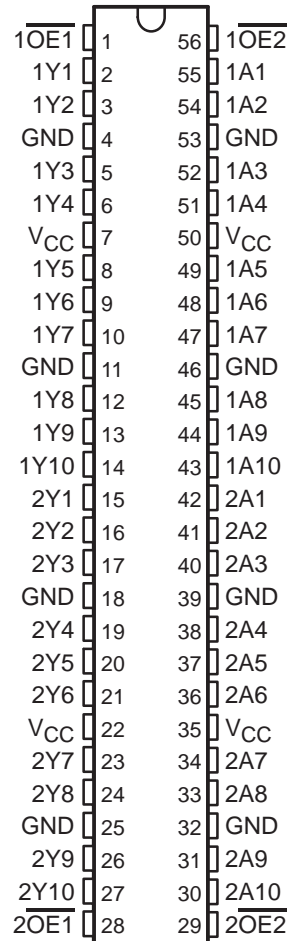 1OE1 1 56 1OE2
1Y1 2 55 1A1
1Y2 3 54 1A2
GND 4 53 GND
1Y3 5 52 1A3
1Y4 6 51 1A4
VCC 7 50 VCC
1Y5 8 49 1A5
1Y6 9 48 1A6
1Y7 10 47 1A7
GND 11 46 GND
1Y8 12 45 1A8
1Y9 13 44 1A9
1Y10 14 43 1A10
2Y1 15 42 2A1
2Y2 16 41 2A2
2Y3 17 40 2A3
GND 18 39 GND
2Y4 19 38 2A4
2Y5 20 37 2A5
2Y6 21 36 2A6
VCC 22 35 VCC
2Y7 23 34 2A7
2Y8 24 33 2A8
GND 25 32 GND
2Y9 26 31 2A9
2Y10 27 30 2A10
2OE1 28 29 2OE2